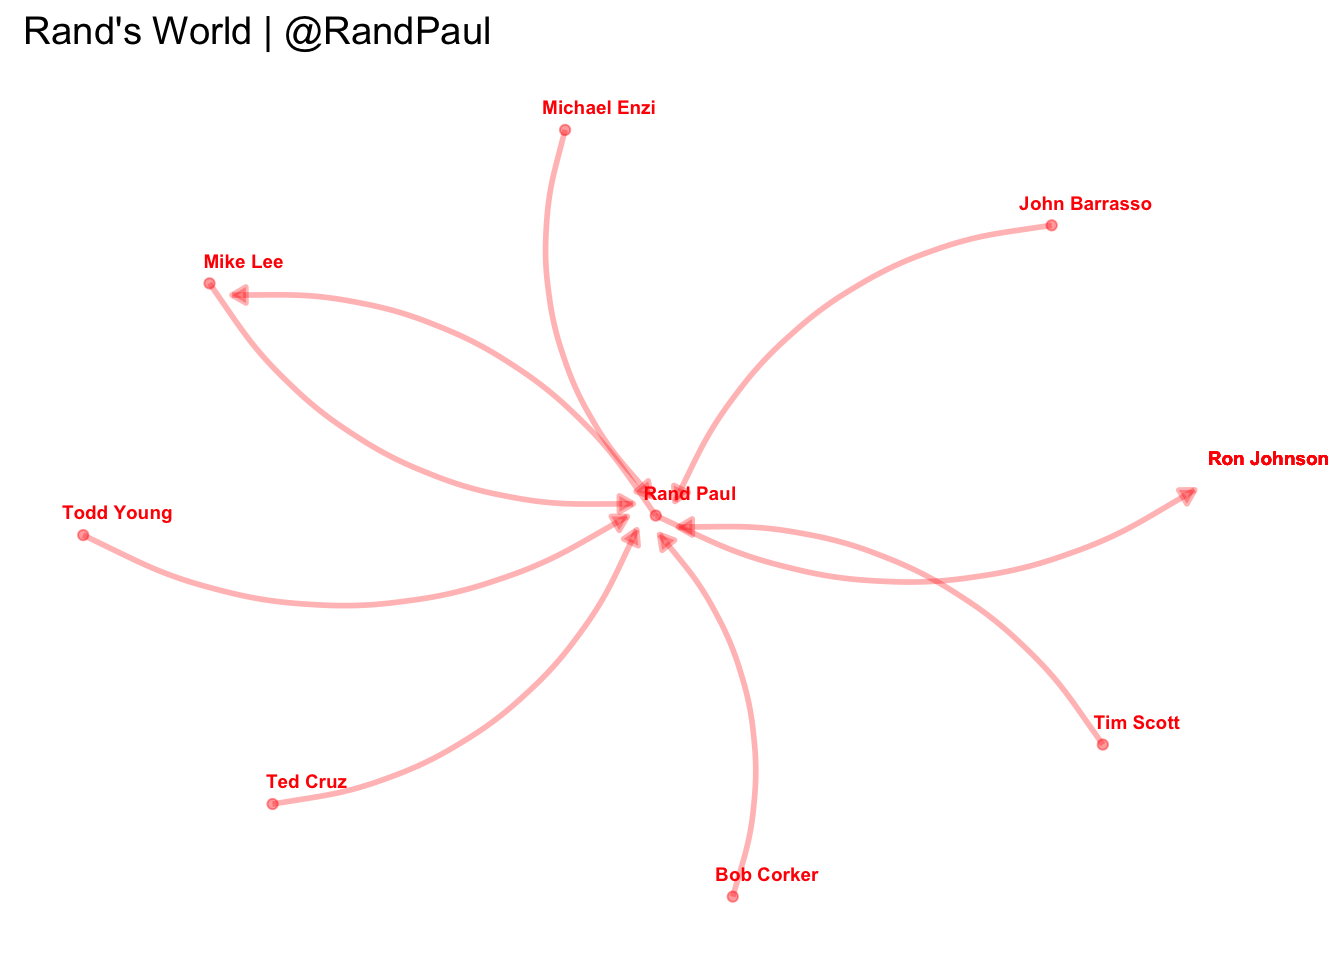 Rand's World | @RandPaul
Michael Enzi
John Barrasso
Mike Lee
Ron Johnson
Rand Paul
Todd Young
Tim Scott
Ted Cruz
Bob Corker